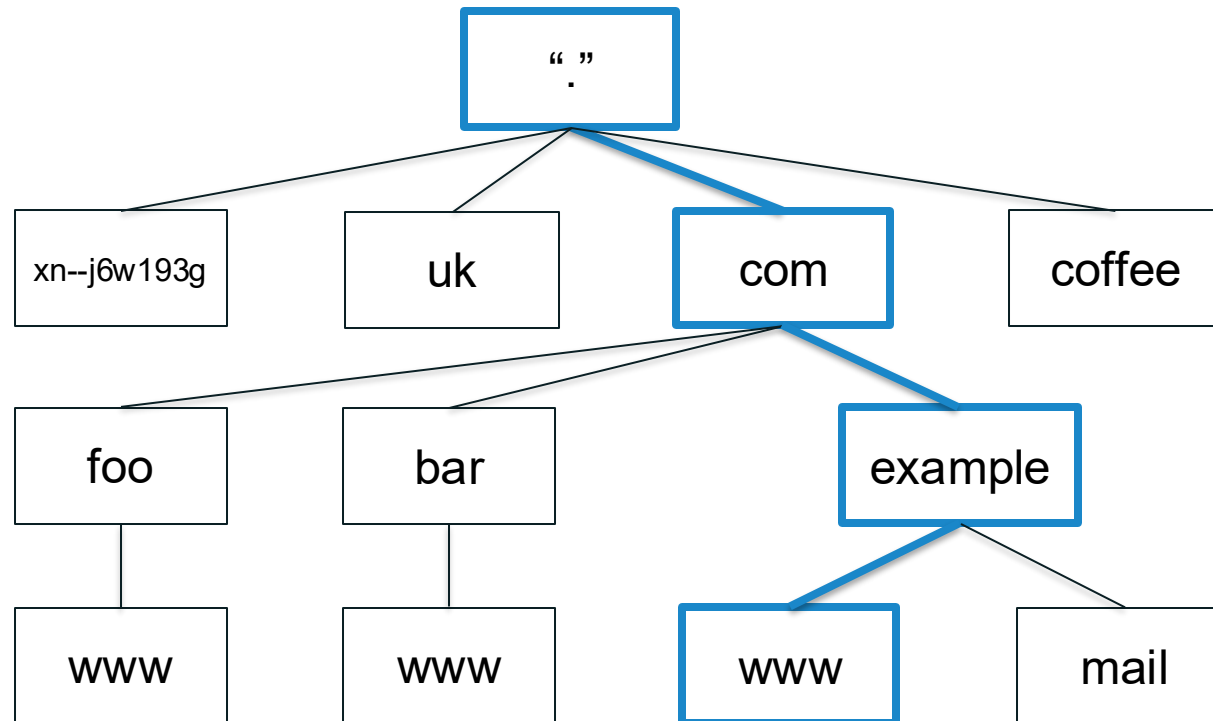 “.”
xn--j6w193g
uk
com
coffee
foo
bar
example
www
www
www
mail